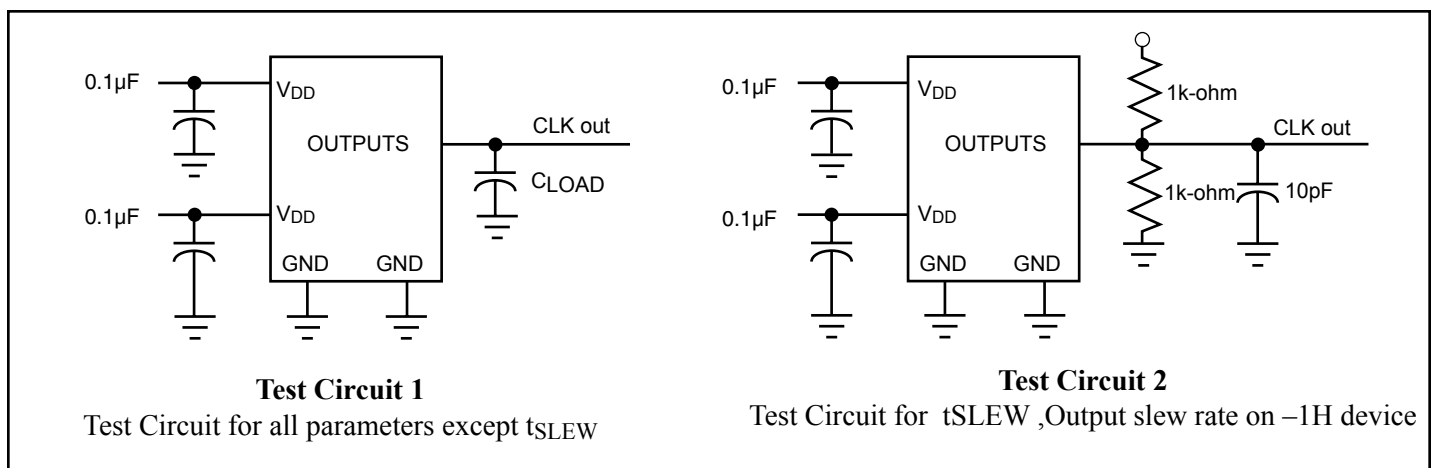 0.1µF
VDD
OUTPUTS
CLK out
CLOAD
0.1µF
VDD
GND GND
Test Circuit 1
Test Circuit for all parameters except tSLEW
0.1µF
VDD
1k-ohm
OUTPUTS
CLK out
1k-ohm
10pF
0.1µF
VDD
GND GND
Test Circuit 2
Test Circuit for tSLEW ,Output slew rate on –1H device